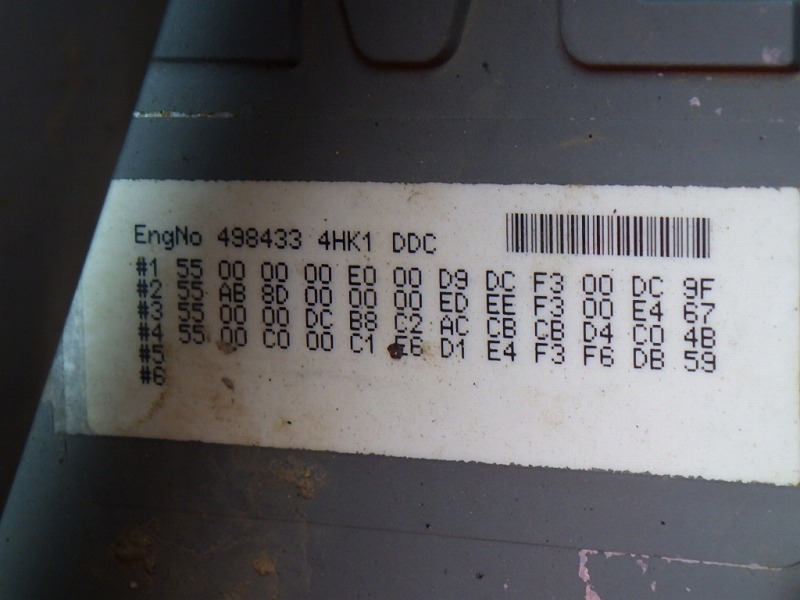 EngNo 498433 4HK1 DDC
#1 55 00 00 00 E0 00 D9 DC F3 00 DC 9F
#2 55 AB 8D 00 00 00 ED EE F3 00 E4 67
#3 55 00 00 DC B8 C2 AC CB CB D4 C0 4B
#4 55 00 C0 00 C1 E6 D1 E4 F3 F6 DB 59
#5
#6